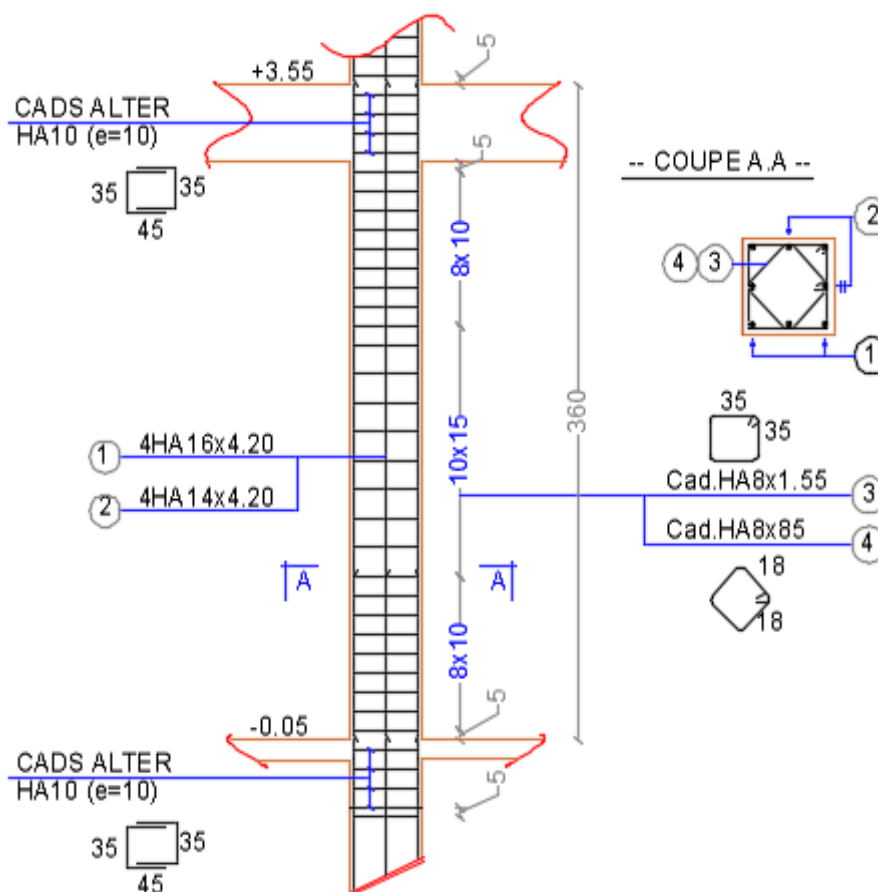 5
+3.55
CADS ALTER
HA10 (e=10)
35
35
45
5
-- COUPE A.A --
2
4
3
1
8x10
360
35
35
10x15
1
4HA16x4.20
2
4HA14x4.20
Cad.HA8x1.55
3
Cad.HA8x85
4
A
A
18
18
8x10
5
-0.05
CADS ALTER
HA10 (e=10)
5
35
35
45